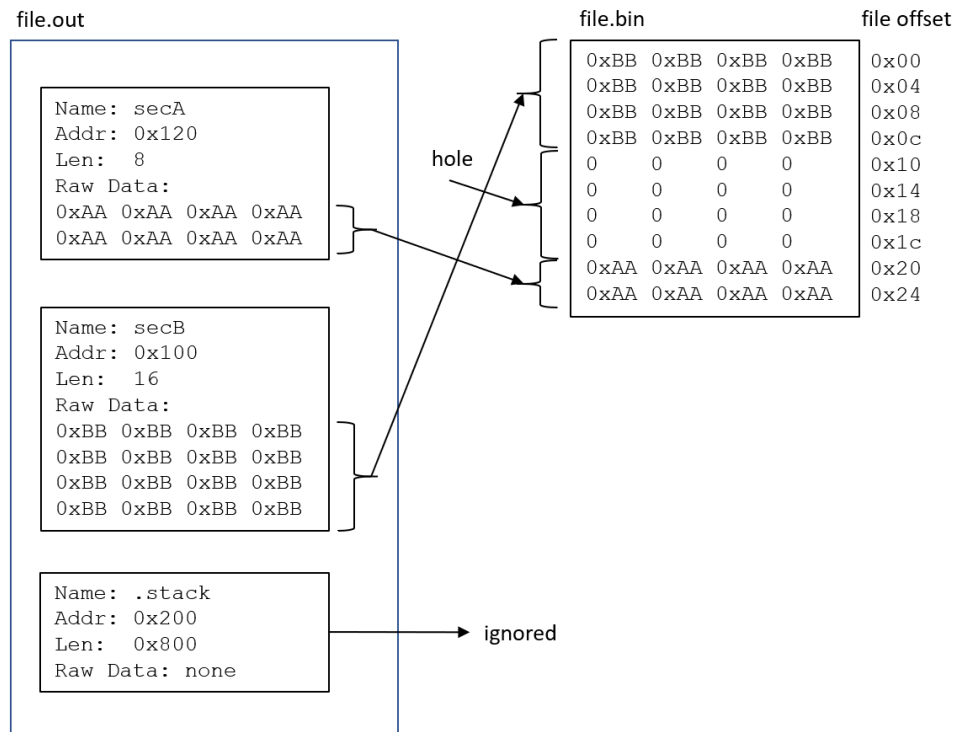 file.out
Name: secA
Addr: 0x120
Len: 8
Raw Data:
0xAA 0xAA 0xAA 0xAA
0xAA 0xAA 0xAA 0xAA
Name: secB
Addr: 0x100
Len: 16
Raw Data:
0xBB 0xBB 0xBB 0xBB
0xBB 0xBB 0xBB 0xBB
0xBB 0xBB 0xBB 0xBB
0xBB 0xBB 0xBB 0xBB
Name: .stack
Addr: 0x200
Len: 0x800
Raw Data: none
hole
ignored
file.bin file offset
0xBB 0xBB 0xBB 0xBB 0x00
0xBB 0xBB 0xBB 0xBB 0x04
0xBB 0xBB 0xBB 0xBB 0x08
0xBB 0xBB 0xBB 0xBB 0x0c
0 0 0 0 0x10
0 0 0 0 0x14
0 0 0 0 0x18
0 0 0 0 0x1c
0xAA 0xAA 0xAA 0xAA 0x20
0xAA 0xAA 0xAA 0xAA 0x24